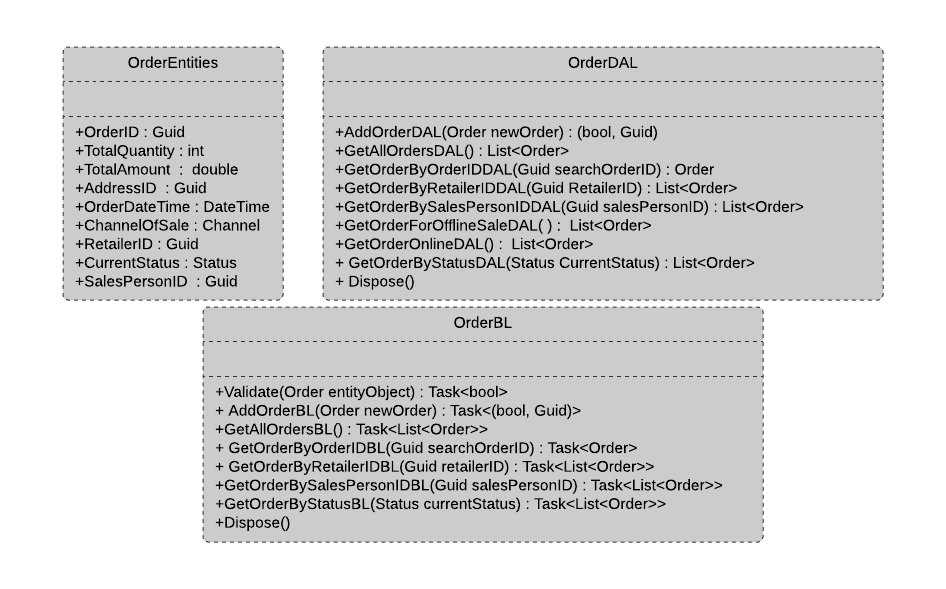 OrderEntities
+OrderID : Guid
+TotalQuantity : int
+TotalAmount  :  double
+AddressID  : Guid
+OrderDateTime : DateTime
+ChannelOfSale : Channel
+RetailerID : Guid
+CurrentStatus : Status
+SalesPersonID  : Guid
OrderDAL
+AddOrderDAL(Order newOrder) : (bool, Guid)
+GetAllOrdersDAL() : List<Order>
+GetOrderByOrderIDDAL(Guid searchOrderID) : Order
+GetOrderByRetailerIDDAL(Guid RetailerID) : List<Order>
+GetOrderBySalesPersonIDDAL(Guid salesPersonID) : List<Order>
+GetOrderForOfflineSaleDAL( ) :  List<Order>
+GetOrderOnlineDAL() :  List<Order>
+ GetOrderByStatusDAL(Status CurrentStatus) : List<Order>
+ Dispose()
OrderBL
+Validate(Order entityObject) : Task<bool>
+ AddOrderBL(Order newOrder) : Task<(bool, Guid)>
+GetAllOrdersBL() : Task<List<Order>>
+ GetOrderByOrderIDBL(Guid searchOrderID) : Task<Order>
+ GetOrderByRetailerIDBL(Guid retailerID) : Task<List<Order>>
+GetOrderBySalesPersonIDBL(Guid salesPersonID) : Task<List<Order>>
+GetOrderByStatusBL(Status currentStatus) : Task<List<Order>>
+Dispose()